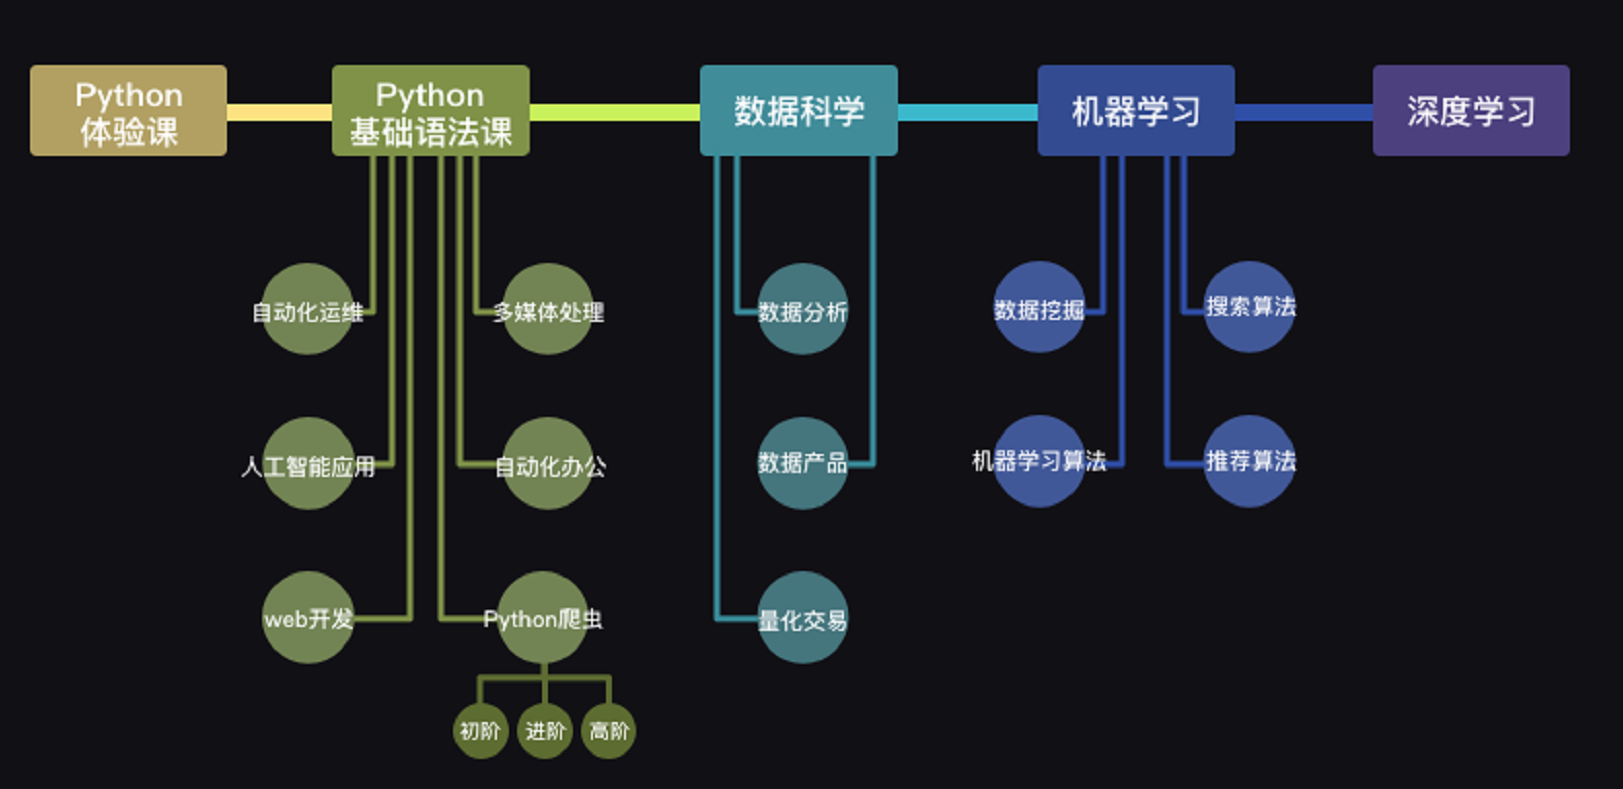 Python
体验课
Python
基础语法课
数据科学
机器学习
深度学习
自动化运维
多媒体处理
数据分析
数据挖掘
搜索算法
人工智能应用
自动化办公
数据产品
机器学习算法
推荐算法
web开发
Python爬虫
量化交易
初阶
进阶
高阶